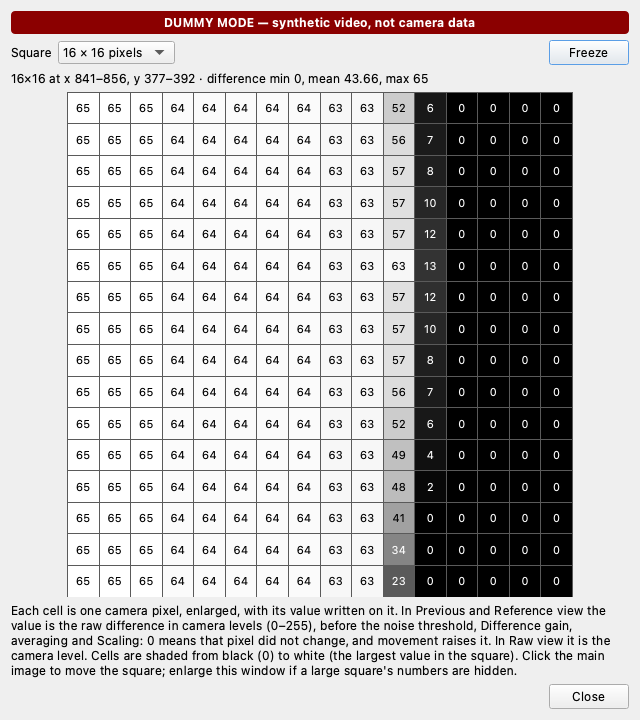 DUMMY MODE — synthetic video, not camera data
Square 16 × 16 pixels Freeze
16×16 at x 841–856, y 377–392 · difference min 0, mean 43.66, max 65
65 65 65 64 64 64 64 64 63 63 52 6 0 0 0 0
65 65 65 64 64 64 64 64 63 63 56 7 0 0 0 0
65 65 65 64 64 64 64 64 63 63 57 8 0 0 0 0
65 65 65 64 64 64 64 64 63 63 57 10 0 0 0 0
65 65 65 64 64 64 64 64 63 63 57 12 0 0 0 0
65 65 65 64 64 64 64 64 63 63 63 13 0 0 0 0
65 65 65 64 64 64 64 64 63 63 57 12 0 0 0 0
65 65 65 64 64 64 64 64 63 63 57 10 0 0 0 0
65 65 65 64 64 64 64 64 63 63 57 8 0 0 0 0
65 65 65 64 64 64 64 64 63 63 56 7 0 0 0 0
65 65 65 64 64 64 64 64 63 63 52 6 0 0 0 0
65 65 65 64 64 64 64 64 63 63 49 4 0 0 0 0
65 65 65 64 64 64 64 64 63 63 48 2 0 0 0 0
65 65 65 64 64 64 64 64 63 63 41 0 0 0 0 0
65 65 65 64 64 64 64 64 63 63 34 0 0 0 0 0
65 65 65 64 64 64 64 64 63 63 23 0 0 0 0 0
Each cell is one camera pixel, enlarged, with its value written on it. In Previous and Reference view the
value is the raw difference in camera levels (0–255), before the noise threshold, Difference gain,
averaging and Scaling: 0 means that pixel did not change, and movement raises it. In Raw view it is the
camera level. Cells are shaded from black (0) to white (the largest value in the square). Click the main
image to move the square; enlarge this window if a large square's numbers are hidden.
Close